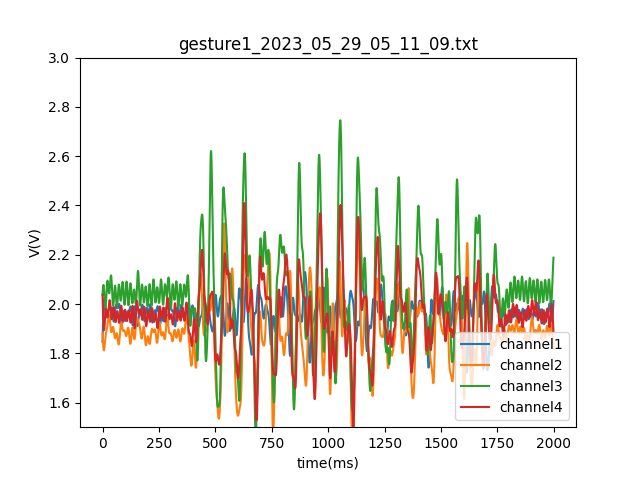 gesture1_2023_05_29_05_11_09.txt
3.0
2.8
2.6
2.4
2.2
2.0
1.8
1.6
V(V)
channel1
channel2
channel3
channel4
0 250 500 750 1000 1250 1500 1750 2000
time(ms)